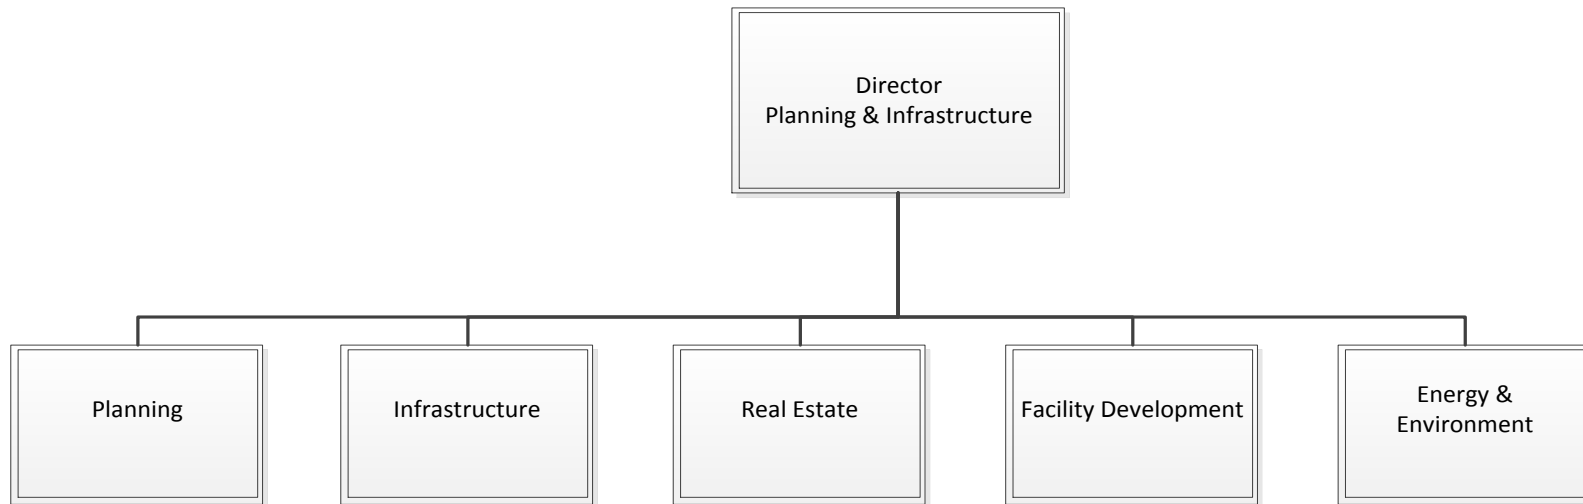 Director
Planning & Infrastructure
Planning
Infrastructure
Real Estate
Facility Development
Energy &
Environment